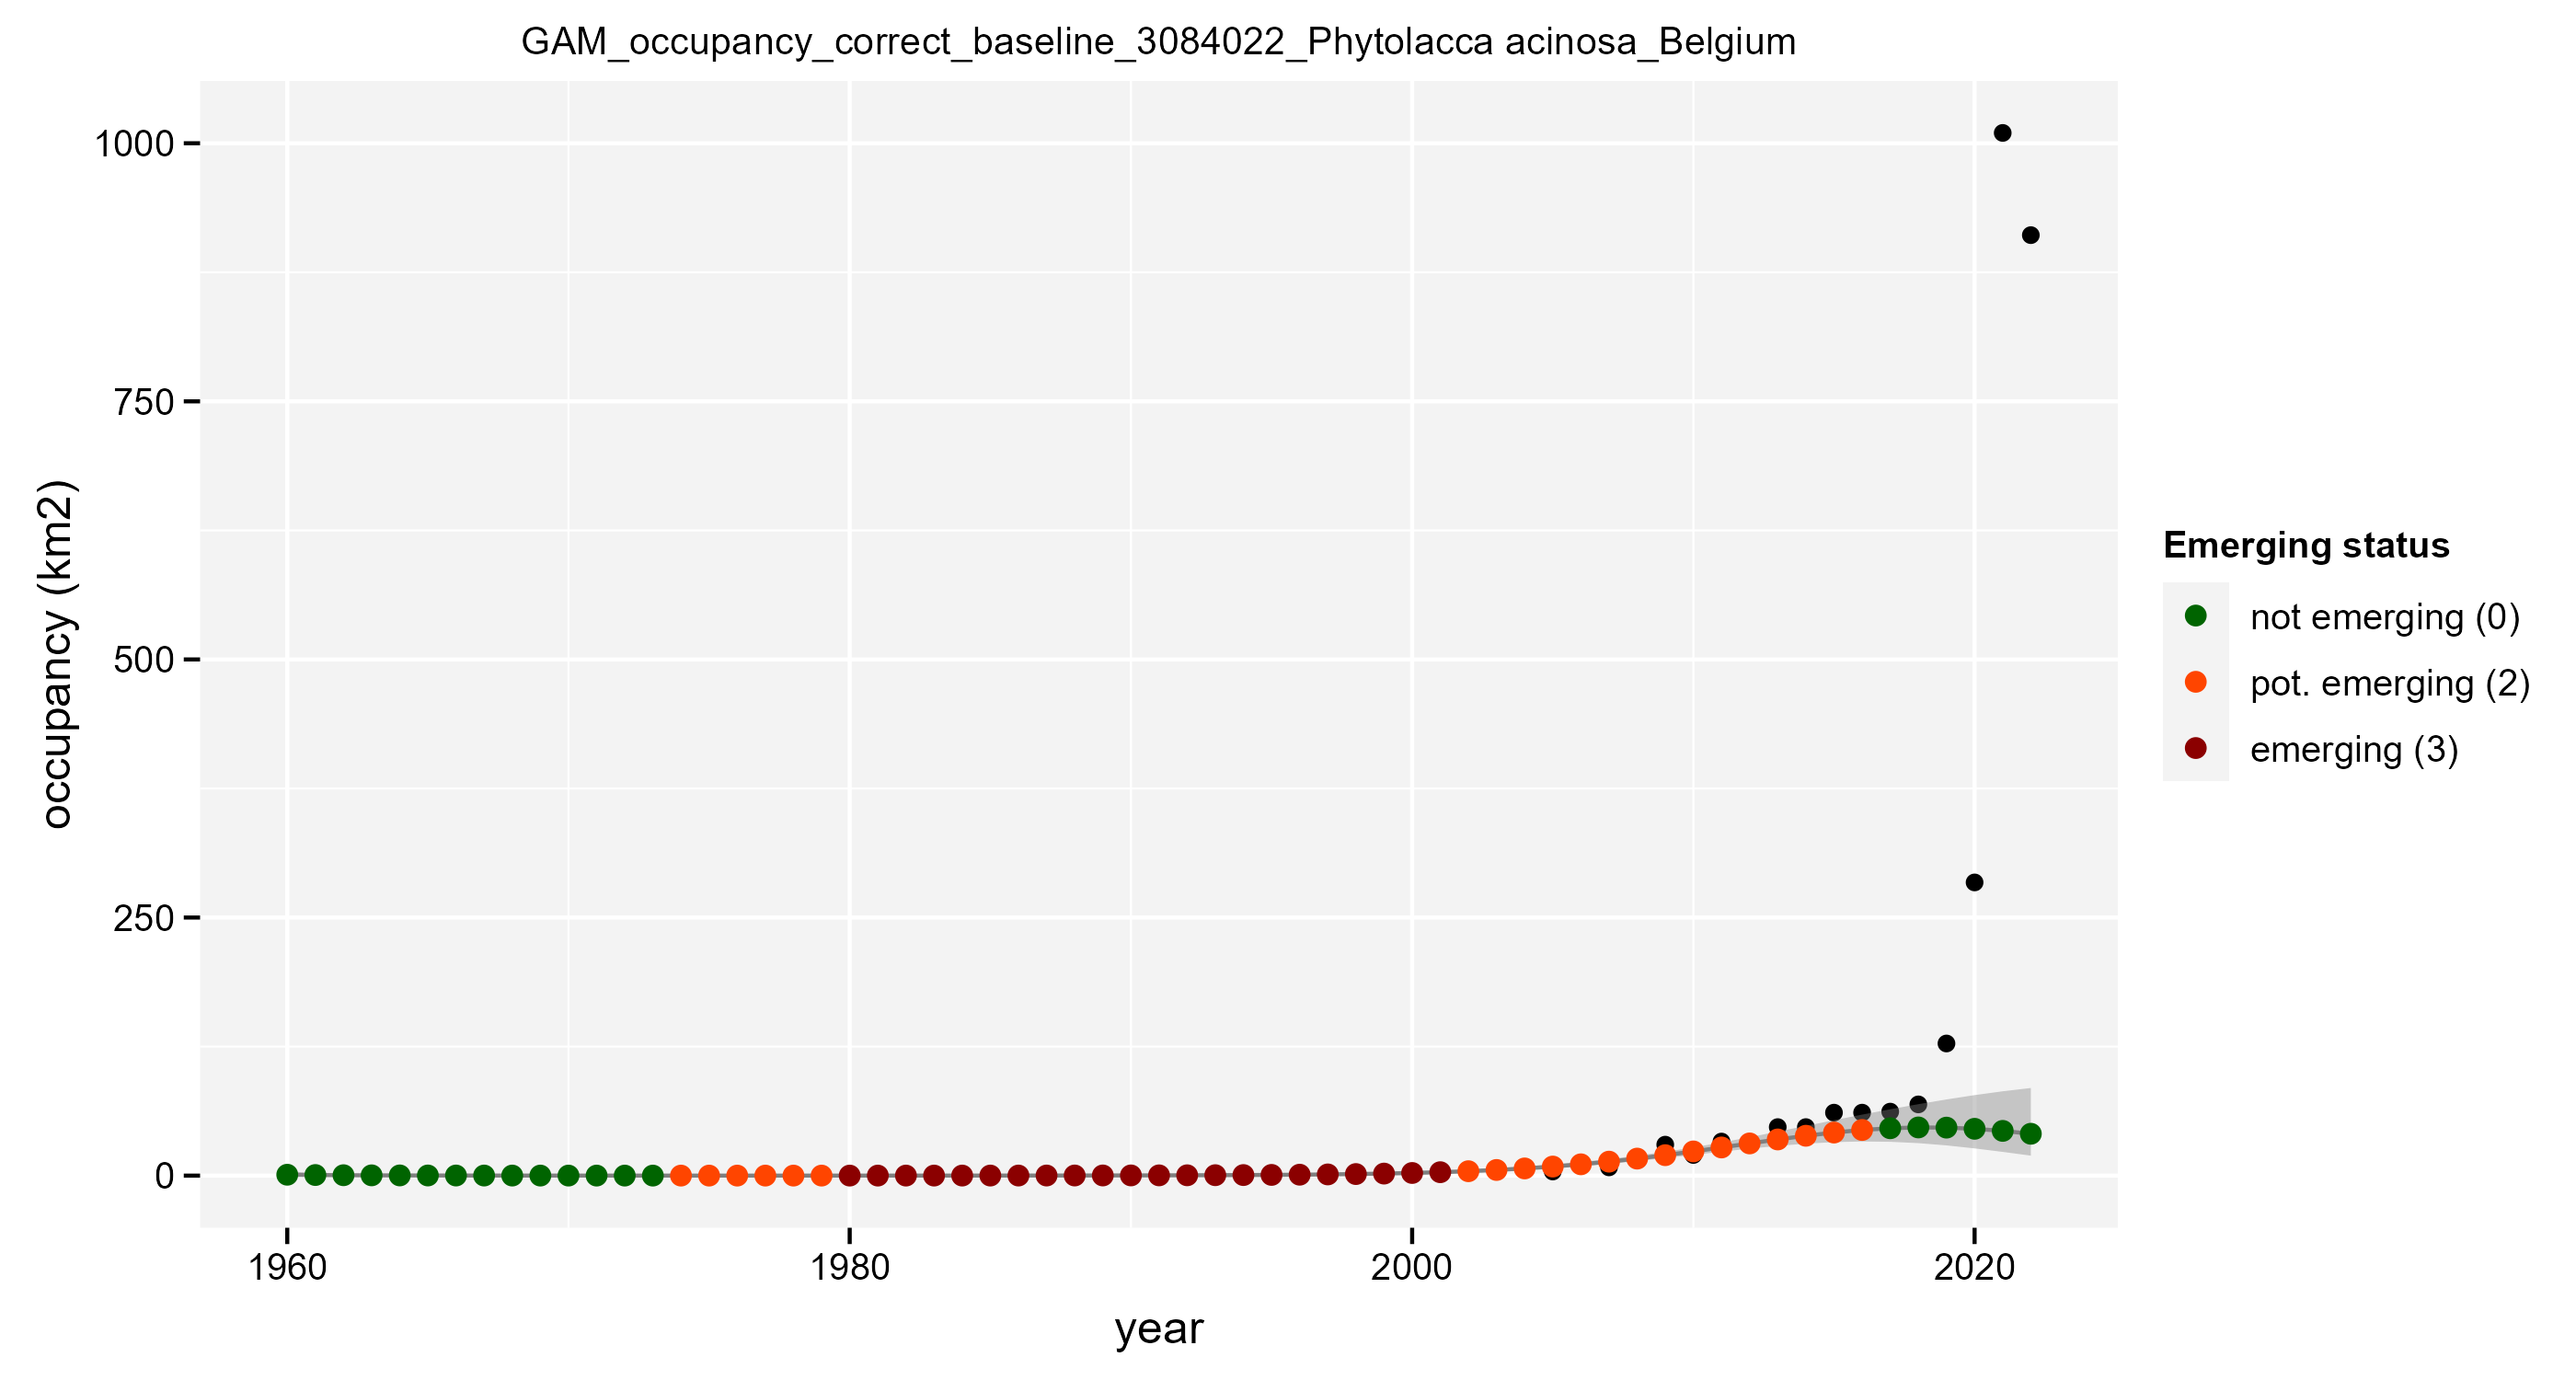 GAM_occupancy_correct_baseline_3084022_Phytolacca acinosa_Belgium
1000
750
500
250
0
occupancy (km2)
1960
1980
2000
2020
year
Emerging status
not emerging (0)
pot. emerging (2)
emerging (3)